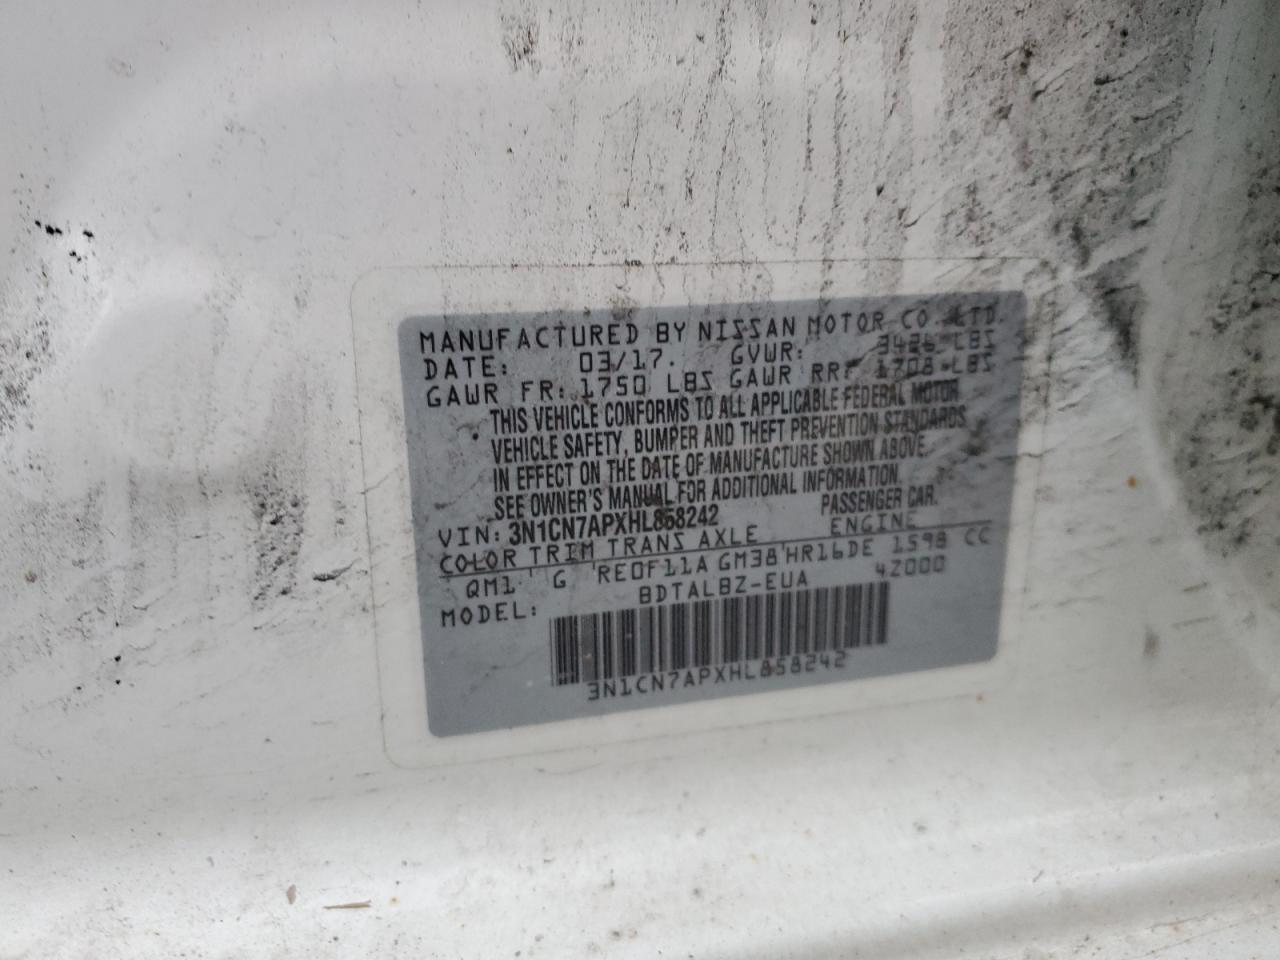 MANUFACTURED BY NISSAN MOTOR CO. LTD.
DATE: 03/17. GVWR: 3436 LBS
GAWR FR: 1750 LBS GAWR RR: 1708 LBS
THIS VEHICLE CONFORMS TO ALL APPLICABLE FEDERAL MOTOR
VEHICLE SAFETY, BUMPER AND THEFT PREVENTION STANDARDS
IN EFFECT ON THE DATE OF MANUFACTURE SHOWN ABOVE.
SEE OWNER'S MANUAL FOR ADDITIONAL INFORMATION.
VIN: 3N1CN7APXHL858242 PASSENGER CAR.
COLOR TRIM TRANS AXLE ENGINE
QM1 G RE0F11A GM38 HR16DE 1598 CC
MODEL: BDTALBZ-EUA 4Z000
3N1CN7APXHL858242